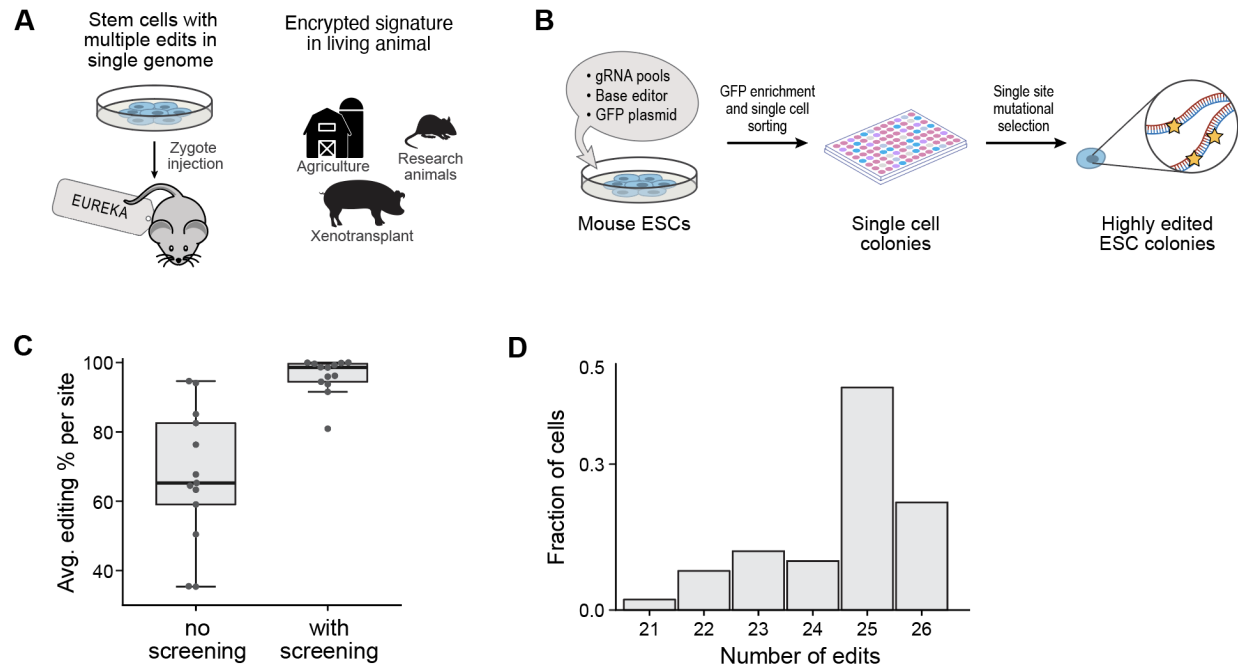 A
Stem cells with
multiple edits in
single genome
Zygote
injection
EUREKA
Encrypted signature
in living animal
Agriculture
Research
animals
Xenotransplant
B
• gRNA pools
• Base editor
• GFP plasmid
Mouse ESCs
GFP enrichment
and single cell
sorting
Single cell
colonies
Single site
mutational
selection
Highly edited
ESC colonies
C
Avg. editing % per site
100
80
60
40
no
screening
with
screening
D
Fraction of cells
0.5
0.3
0.0
21 22 23 24 25 26
Number of edits